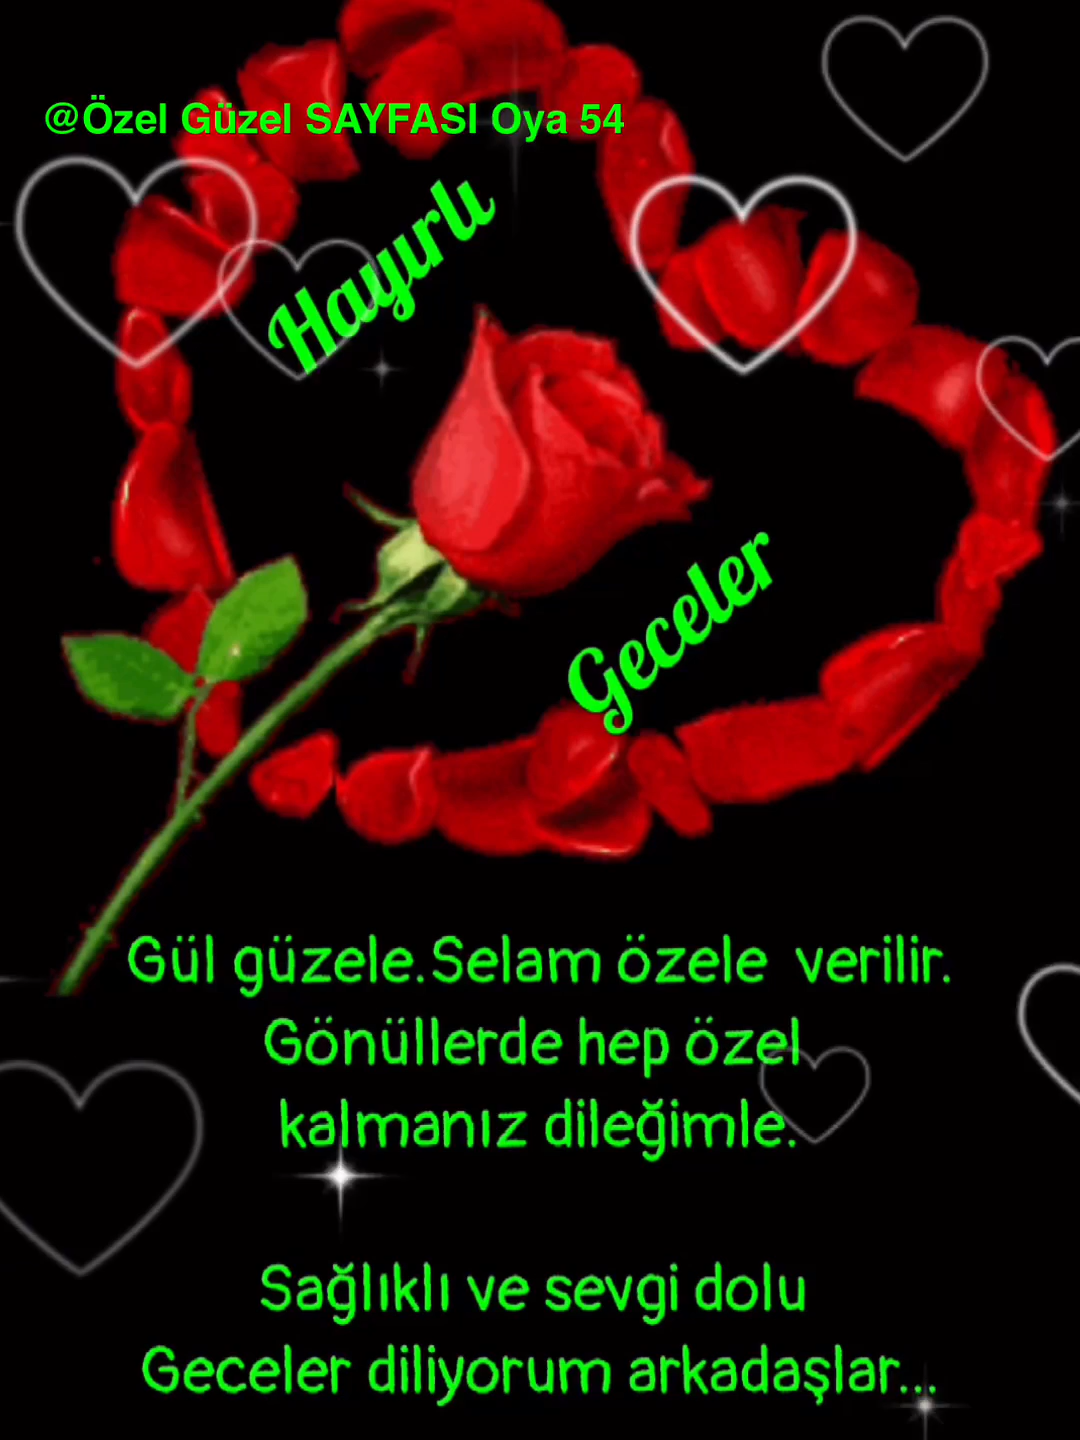 @Özel Güzel SAYFASI Oya 54
Hayırlı
Geceler
Gül güzele.Selam özele verilir.
Gönüllerde hep özel
kalmanız dileğimle.
Sağlıklı ve sevgi dolu
Geceler diliyorum arkadaşlar...